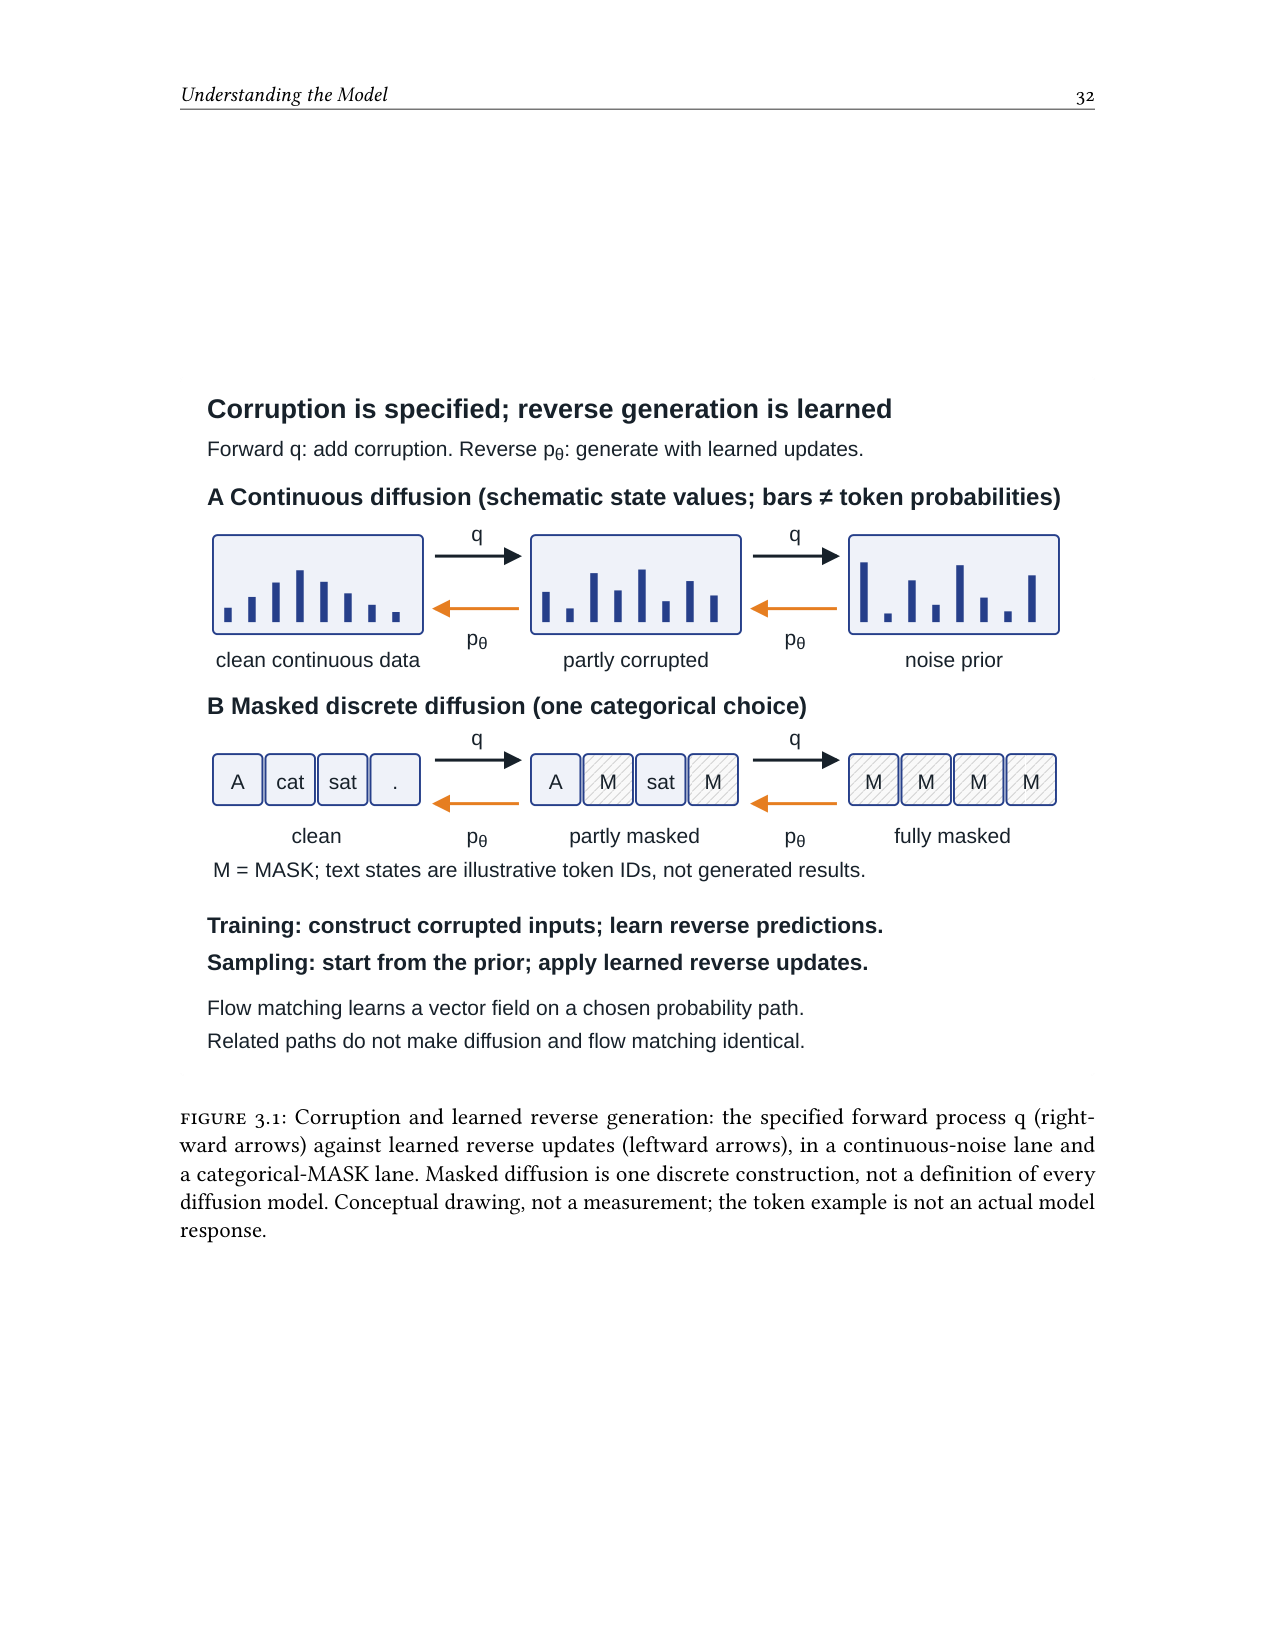 Understanding the Model 32
Corruption is specified; reverse generation is learned
Forward q: add corruption. Reverse pθ: generate with learned updates.
A Continuous diffusion (schematic state values; bars ≠ token probabilities)
q q
pθ pθ
clean continuous data partly corrupted noise prior
B Masked discrete diffusion (one categorical choice)
q q
A cat sat . A M sat M M M M M
clean pθ partly masked pθ fully masked
M = MASK; text states are illustrative token IDs, not generated results.
Training: construct corrupted inputs; learn reverse predictions.
Sampling: start from the prior; apply learned reverse updates.
Flow matching learns a vector field on a chosen probability path.
Related paths do not make diffusion and flow matching identical.
FIGURE 3.1: Corruption and learned reverse generation: the specified forward process q (right-
ward arrows) against learned reverse updates (leftward arrows), in a continuous-noise lane and
a categorical-MASK lane. Masked diffusion is one discrete construction, not a definition of every
diffusion model. Conceptual drawing, not a measurement; the token example is not an actual model
response.